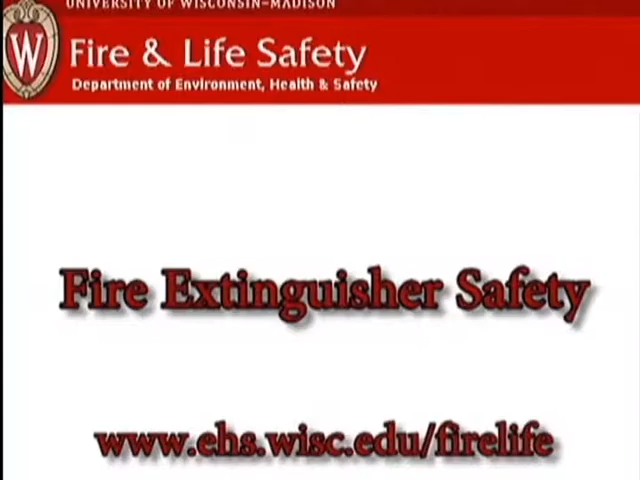 UNIVERSITY OF WISCONSIN–MADISON
W
Fire & Life Safety
Department of Environment, Health & Safety
Fire Extinguisher Safety
www.ehs.wisc.edu/firelife